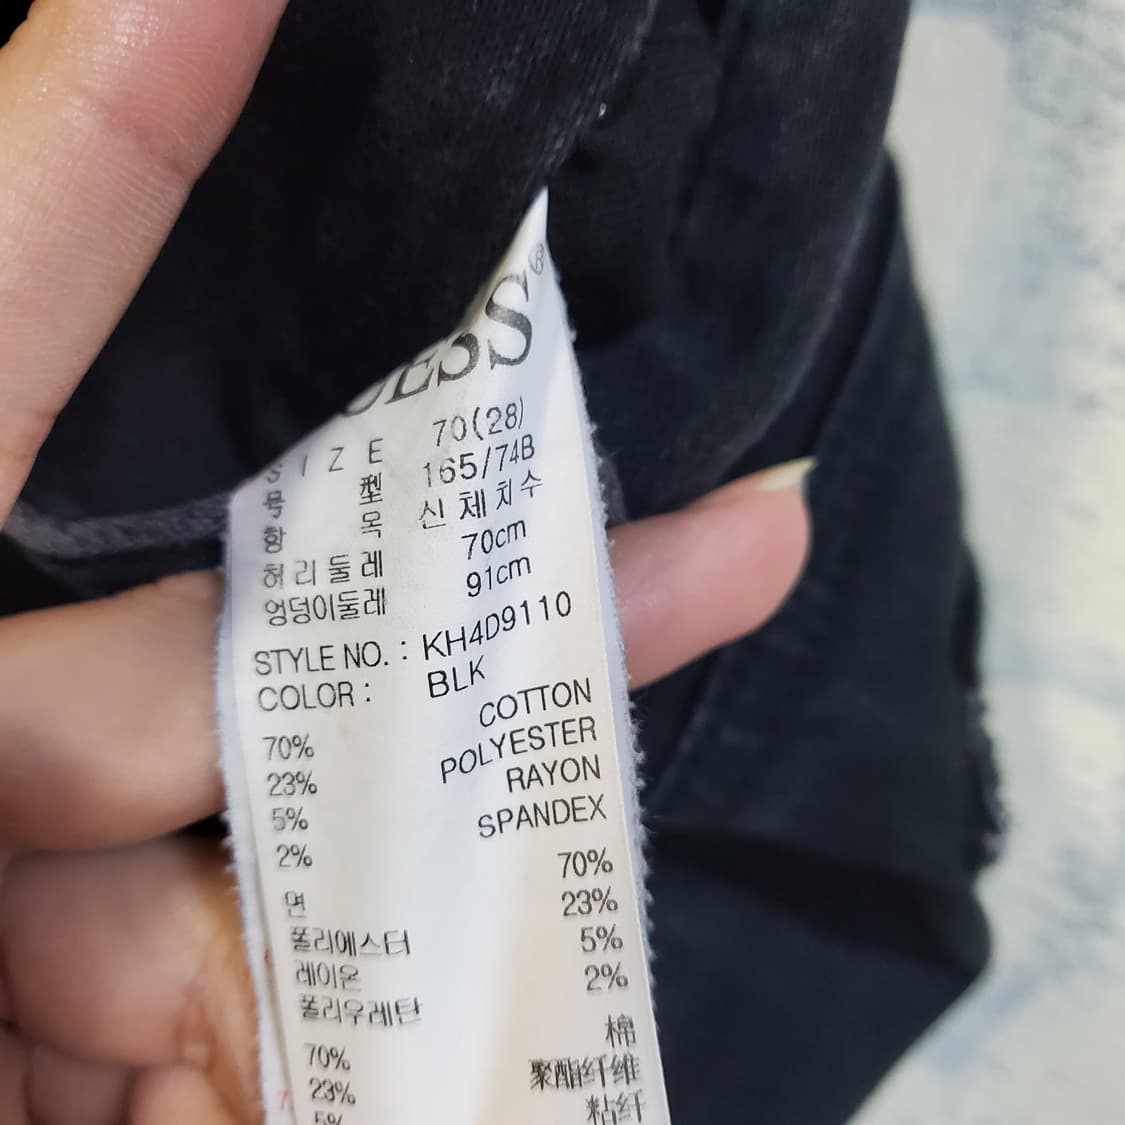 GUESS®
SIZE 70(28)
号型 165/74B
항목 신체치수
허리둘레 70cm
엉덩이둘레 91cm
STYLE NO. : KH4D9110
COLOR : BLK
70% COTTON
23% POLYESTER
5% RAYON
2% SPANDEX
면 70%
폴리에스터 23%
레이온 5%
폴리우레탄 2%
70% 棉
23% 聚酯纤维
5% 粘纤